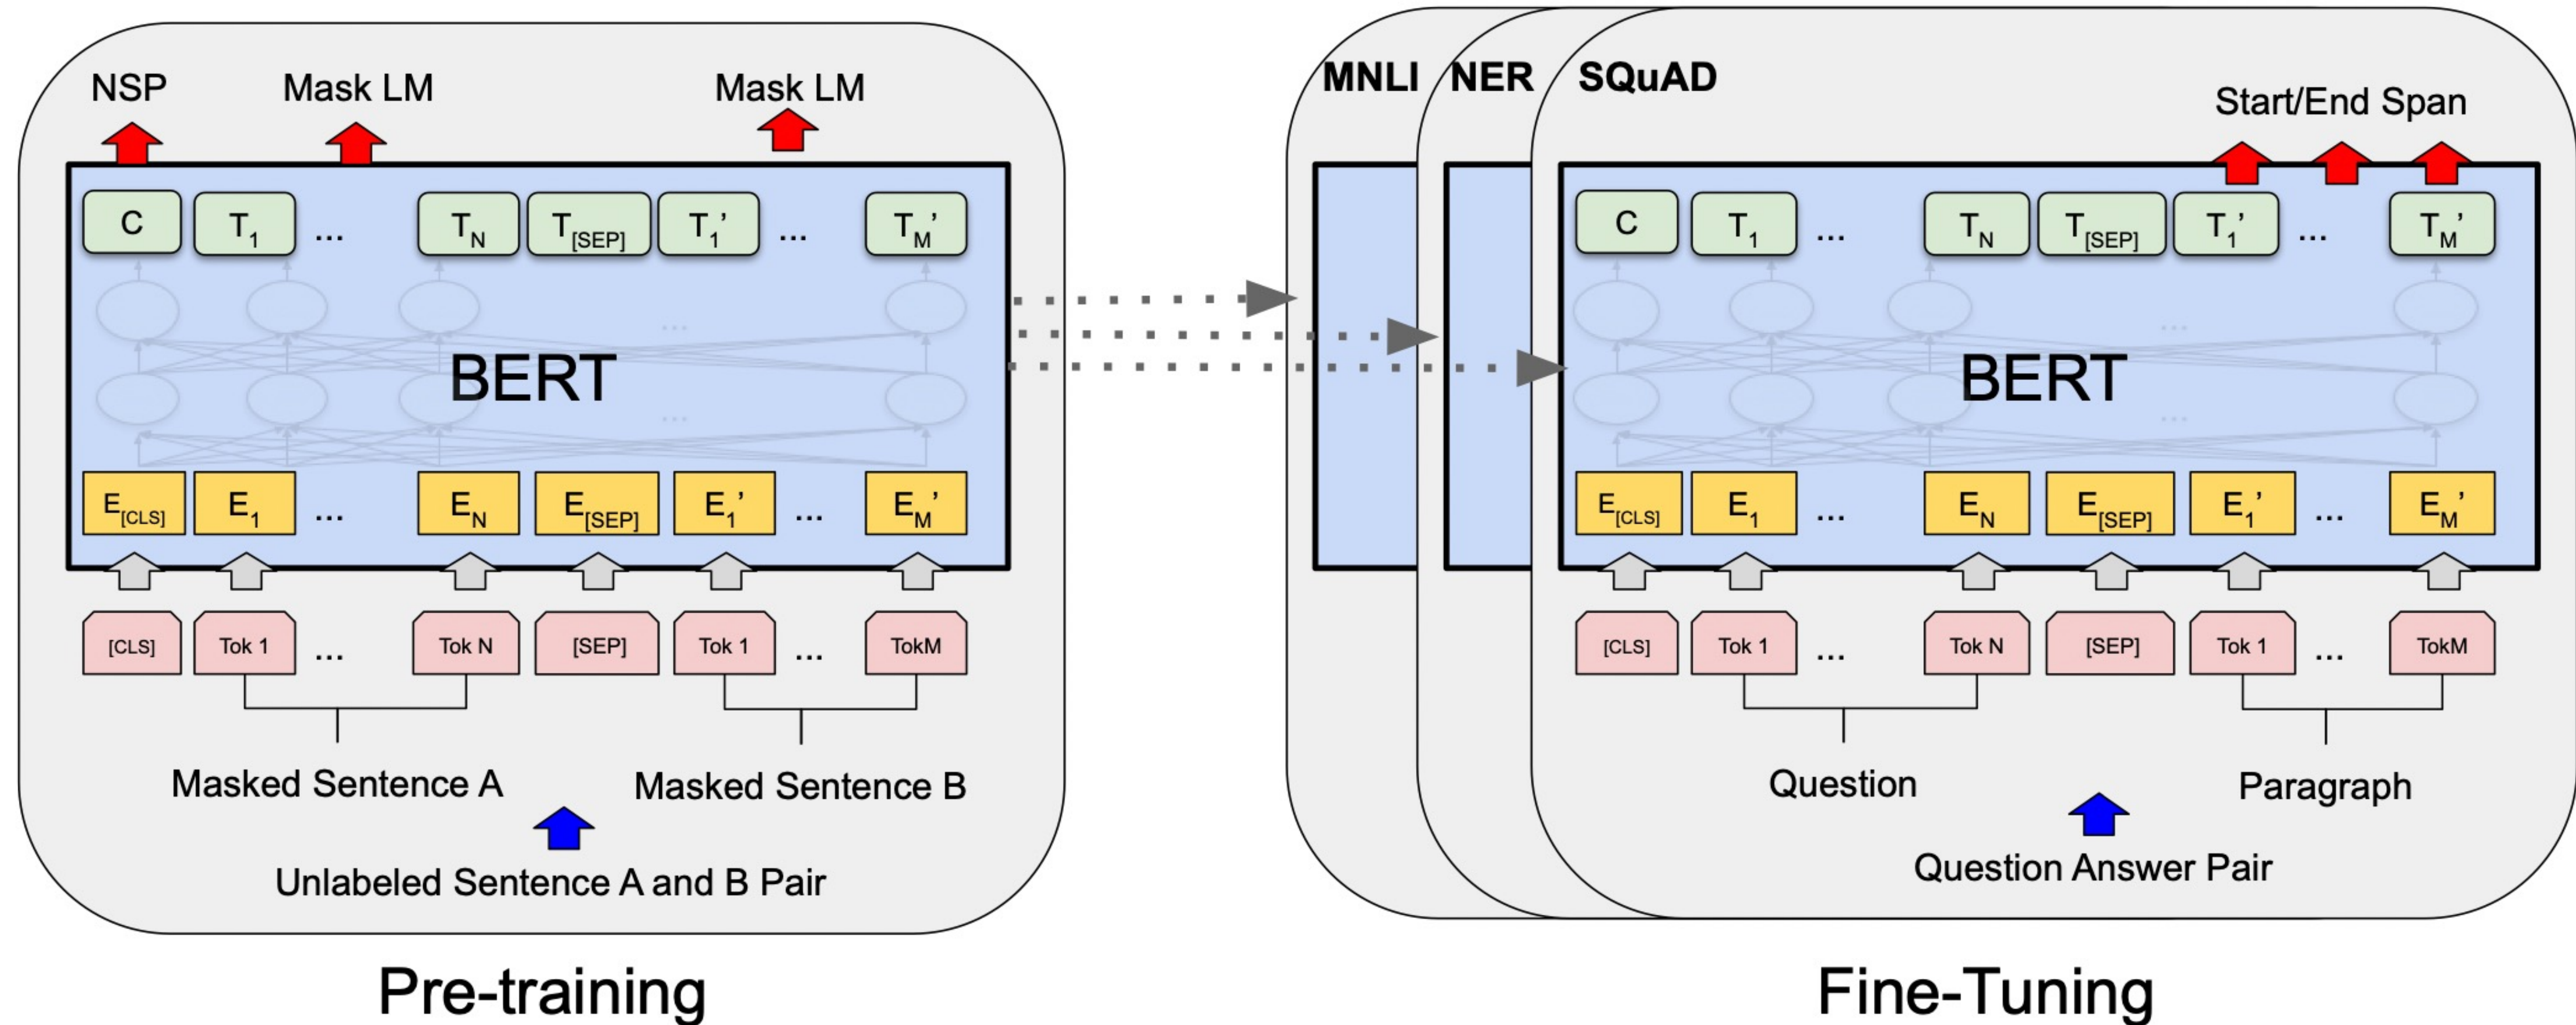 NSP Mask LM Mask LM
C T1 ... TN T[SEP] T1' ... TM'
...
BERT
...
E[CLS] E1 ... EN E[SEP] E1' ... EM'
[CLS] Tok 1 ... Tok N [SEP] Tok 1 ... TokM
Masked Sentence A Masked Sentence B
Unlabeled Sentence A and B Pair
Pre-training
MNLI NER SQuAD
Start/End Span
C T1 ... TN T[SEP] T1' ... TM'
...
BERT
...
E[CLS] E1 ... EN E[SEP] E1' ... EM'
[CLS] Tok 1 ... Tok N [SEP] Tok 1 ... TokM
Question Paragraph
Question Answer Pair
Fine-Tuning